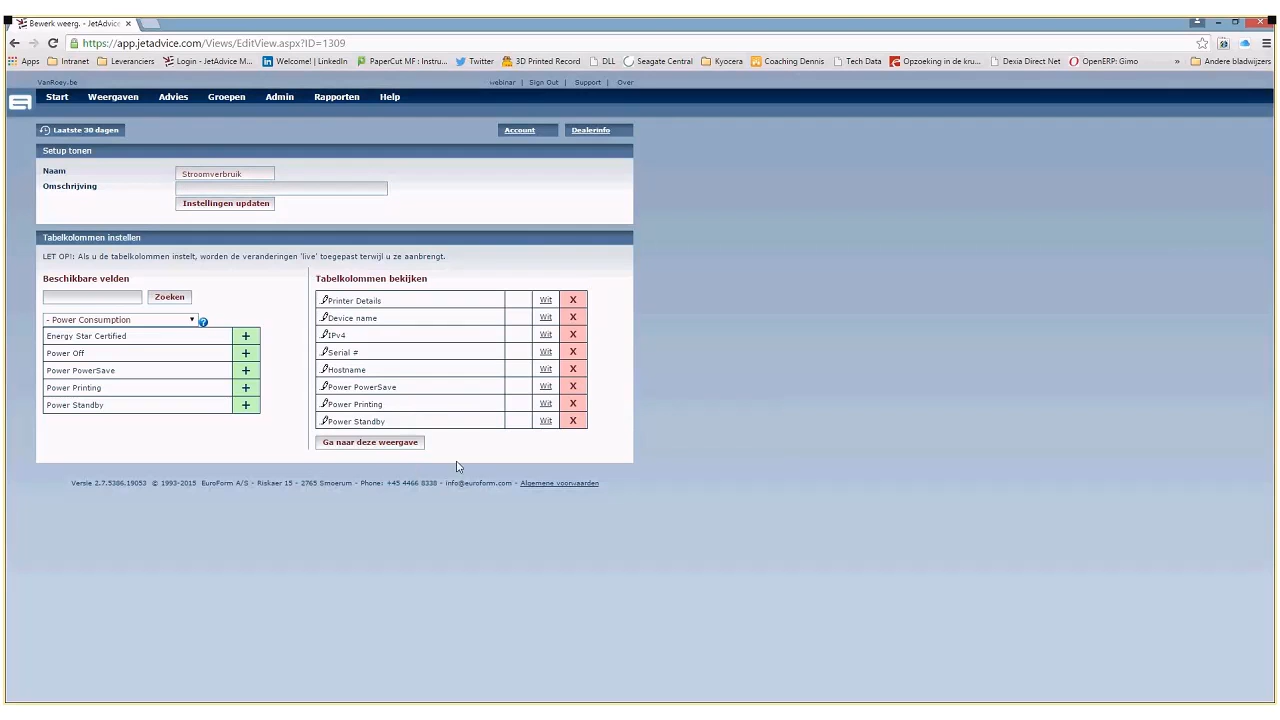 Bewerk weerg. - JetAdvice
https://app.jetadvice.com/Views/EditView.aspx?ID=1309
Apps Intranet Leveranciers Login - JetAdvice M... Welcome! | LinkedIn PaperCut MF : Instru... Twitter 3D Printed Record DLL Seagate Central Kyocera Coaching Dennis Tech Data Opzoeking in de kru... Dexia Direct Net OpenERP: Gimo » Andere bladwijzers
VanRoey.be webinar | Sign Out | Support | Over
Start Weergaven Advies Groepen Admin Rapporten Help
Laatste 30 dagen Account Dealerinfo
Setup tonen
Naam Stroomverbruik
Omschrijving
Instellingen updaten
Tabelkolommen instellen
LET OP!: Als u de tabelkolommen instelt, worden de veranderingen 'live' toegepast terwijl u ze aanbrengt.
Beschikbare velden
Zoeken
- Power Consumption
Energy Star Certified +
Power Off +
Power PowerSave +
Power Printing +
Power Standby +
Tabelkolommen bekijken
Printer Details Wit X
Device name Wit X
IPv4 Wit X
Serial # Wit X
Hostname Wit X
Power PowerSave Wit X
Power Printing Wit X
Power Standby Wit X
Ga naar deze weergave
Versie 2.7.5386.19053 © 1993-2015 EuroForm A/S - Riskaer 15 - 2765 Smoerum - Phone: +45 4466 8338 - info@euroform.com - Algemene voorwaarden